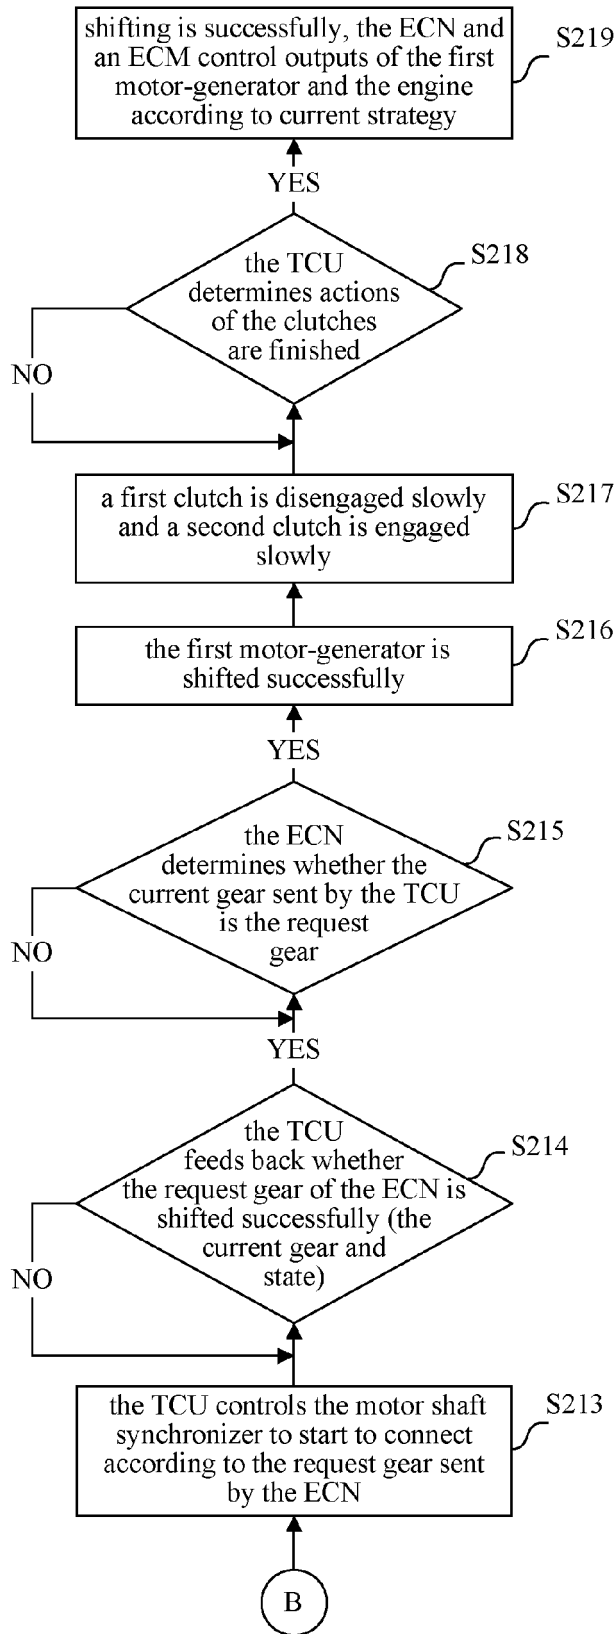 shifting is successfully, the ECN and
an ECM control outputs of the first
motor-generator and the engine
according to current strategy
S219
YES
the TCU
determines actions
of the clutches
are finished
S218
NO
a first clutch is disengaged slowly
and a second clutch is engaged
slowly
S217
the first motor-generator is
shifted successfully
S216
YES
the ECN
determines whether the
current gear sent by the TCU
is the request
gear
S215
NO
YES
the TCU
feeds back whether
the request gear of the ECN is
shifted successfully (the
current gear and
state)
S214
NO
the TCU controls the motor shaft
synchronizer to start to connect
according to the request gear sent
by the ECN
S213
B